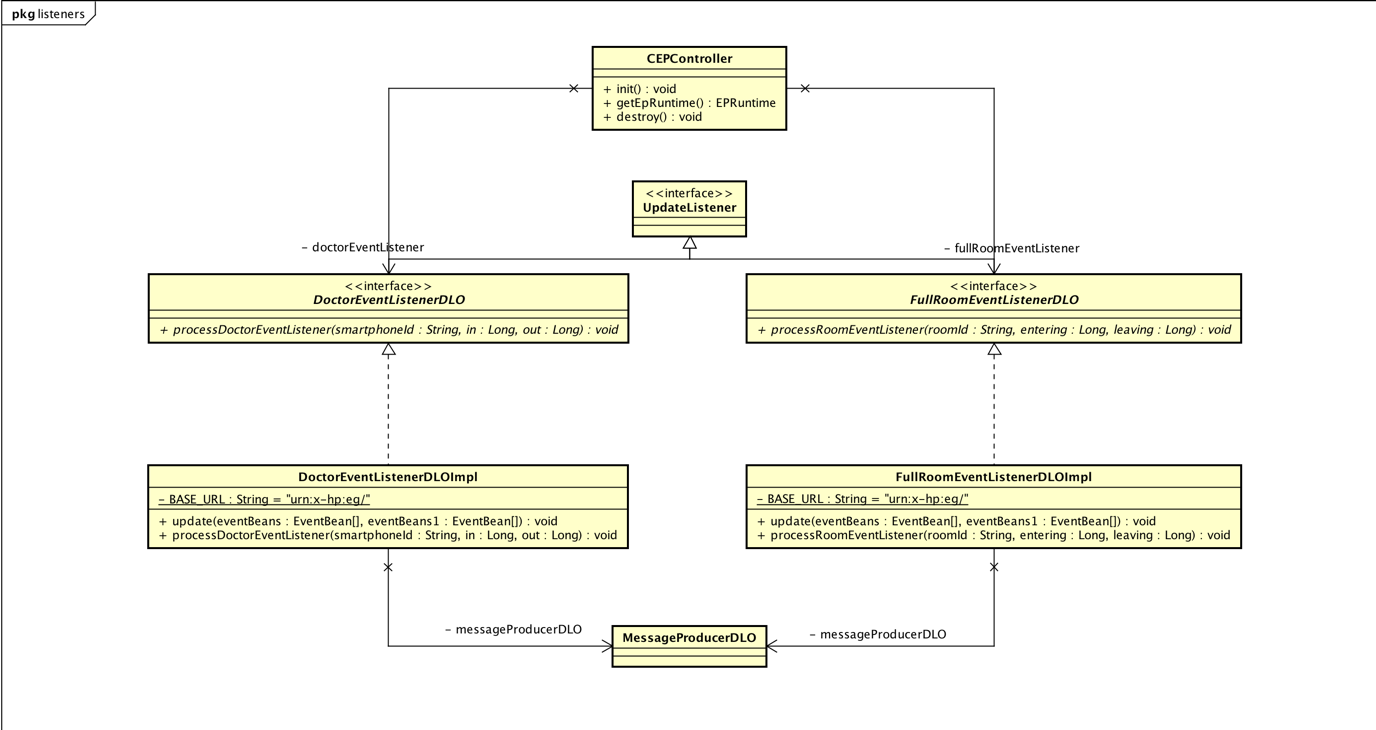 pkg listeners
CEPController
+ init() : void
+ getEpRuntime() : EPRuntime
+ destroy() : void
<<interface>>
UpdateListener
– doctorEventListener
– fullRoomEventListener
<<interface>>
DoctorEventListenerDLO
+ processDoctorEventListener(smartphoneId : String, in : Long, out : Long) : void
<<interface>>
FullRoomEventListenerDLO
+ processRoomEventListener(roomId : String, entering : Long, leaving : Long) : void
DoctorEventListenerDLOImpl
– BASE_URL : String = "urn:x-hp:eg/"
+ update(eventBeans : EventBean[], eventBeans1 : EventBean[]) : void
+ processDoctorEventListener(smartphoneId : String, in : Long, out : Long) : void
FullRoomEventListenerDLOImpl
– BASE_URL : String = "urn:x-hp:eg/"
+ update(eventBeans : EventBean[], eventBeans1 : EventBean[]) : void
+ processRoomEventListener(roomId : String, entering : Long, leaving : Long) : void
– messageProducerDLO
– messageProducerDLO
MessageProducerDLO